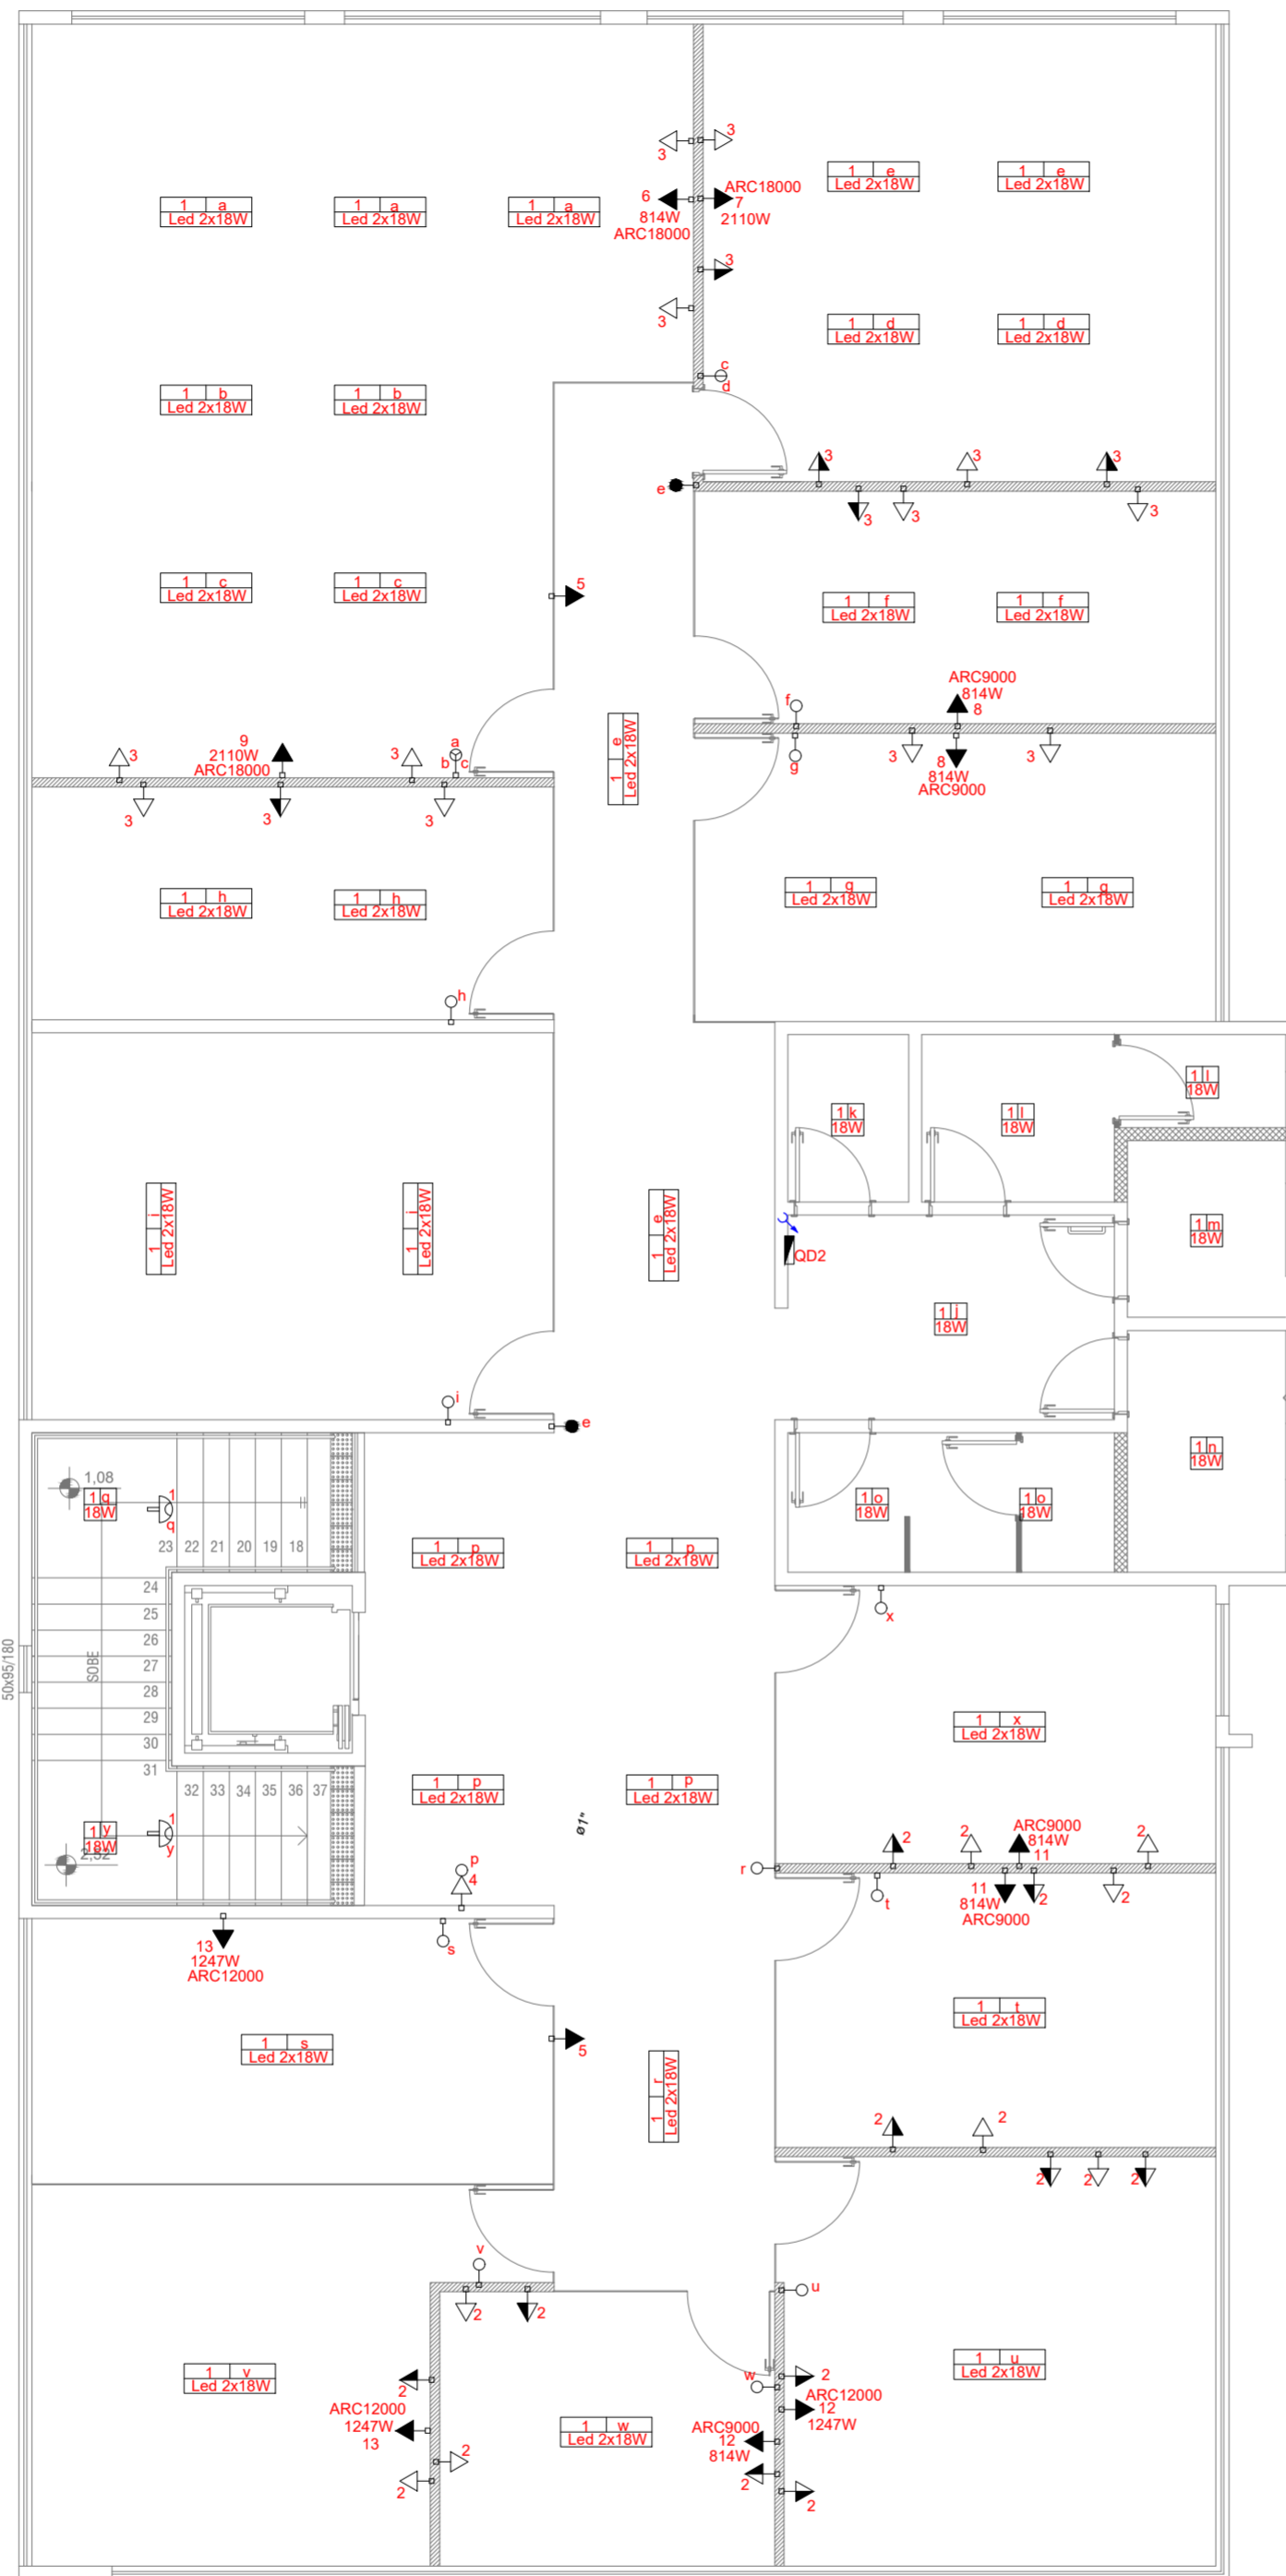 3
3
3
6
814W
ARC18000
ARC18000
7
2110W
3
3
1 e
Led 2x18W
1 e
Led 2x18W
1 a
Led 2x18W
1 a
Led 2x18W
1 a
Led 2x18W
1 d
Led 2x18W
1 d
Led 2x18W
c
d
1 b
Led 2x18W
1 b
Led 2x18W
3
3
3
e
3
3
3
1 c
Led 2x18W
1 c
Led 2x18W
5
1 f
Led 2x18W
1 f
Led 2x18W
ARC9000
814W
8
f
g
1 e
Led 2x18W
3
9
2110W
ARC18000
3
a
b c
3
8
814W
ARC9000
3
3
3
3
1 h
Led 2x18W
1 h
Led 2x18W
1 g
Led 2x18W
1 g
Led 2x18W
h
1 k
18W
1 l
18W
1 l
18W
1 i
Led 2x18W
1 i
Led 2x18W
1 e
Led 2x18W
QD2
1 m
18W
1 j
18W
i
e
1 n
18W
1,08
1 q
18W
1
q
23 22 21 20 19 18
24
25
26
27
28
29
30
31
32 33 34 35 36 37
SOBE
50x95/180
1 o
18W
1 o
18W
1 p
Led 2x18W
1 p
Led 2x18W
x
1 x
Led 2x18W
1 p
Led 2x18W
1 p
Led 2x18W
ø1"
1 y
18W
1
y
2,52
p
4
r
2
2
ARC9000
814W
11
2
t
11
814W
ARC9000
2
2
13
1247W
ARC12000
s
1 s
Led 2x18W
5
1 t
Led 2x18W
1 r
Led 2x18W
2
2
2
2
2
v
u
2
2
1 v
Led 2x18W
1 u
Led 2x18W
2
w
2
ARC12000
1247W
13
ARC12000
12
1247W
1 w
Led 2x18W
ARC9000
12
814W
2
2
2
2